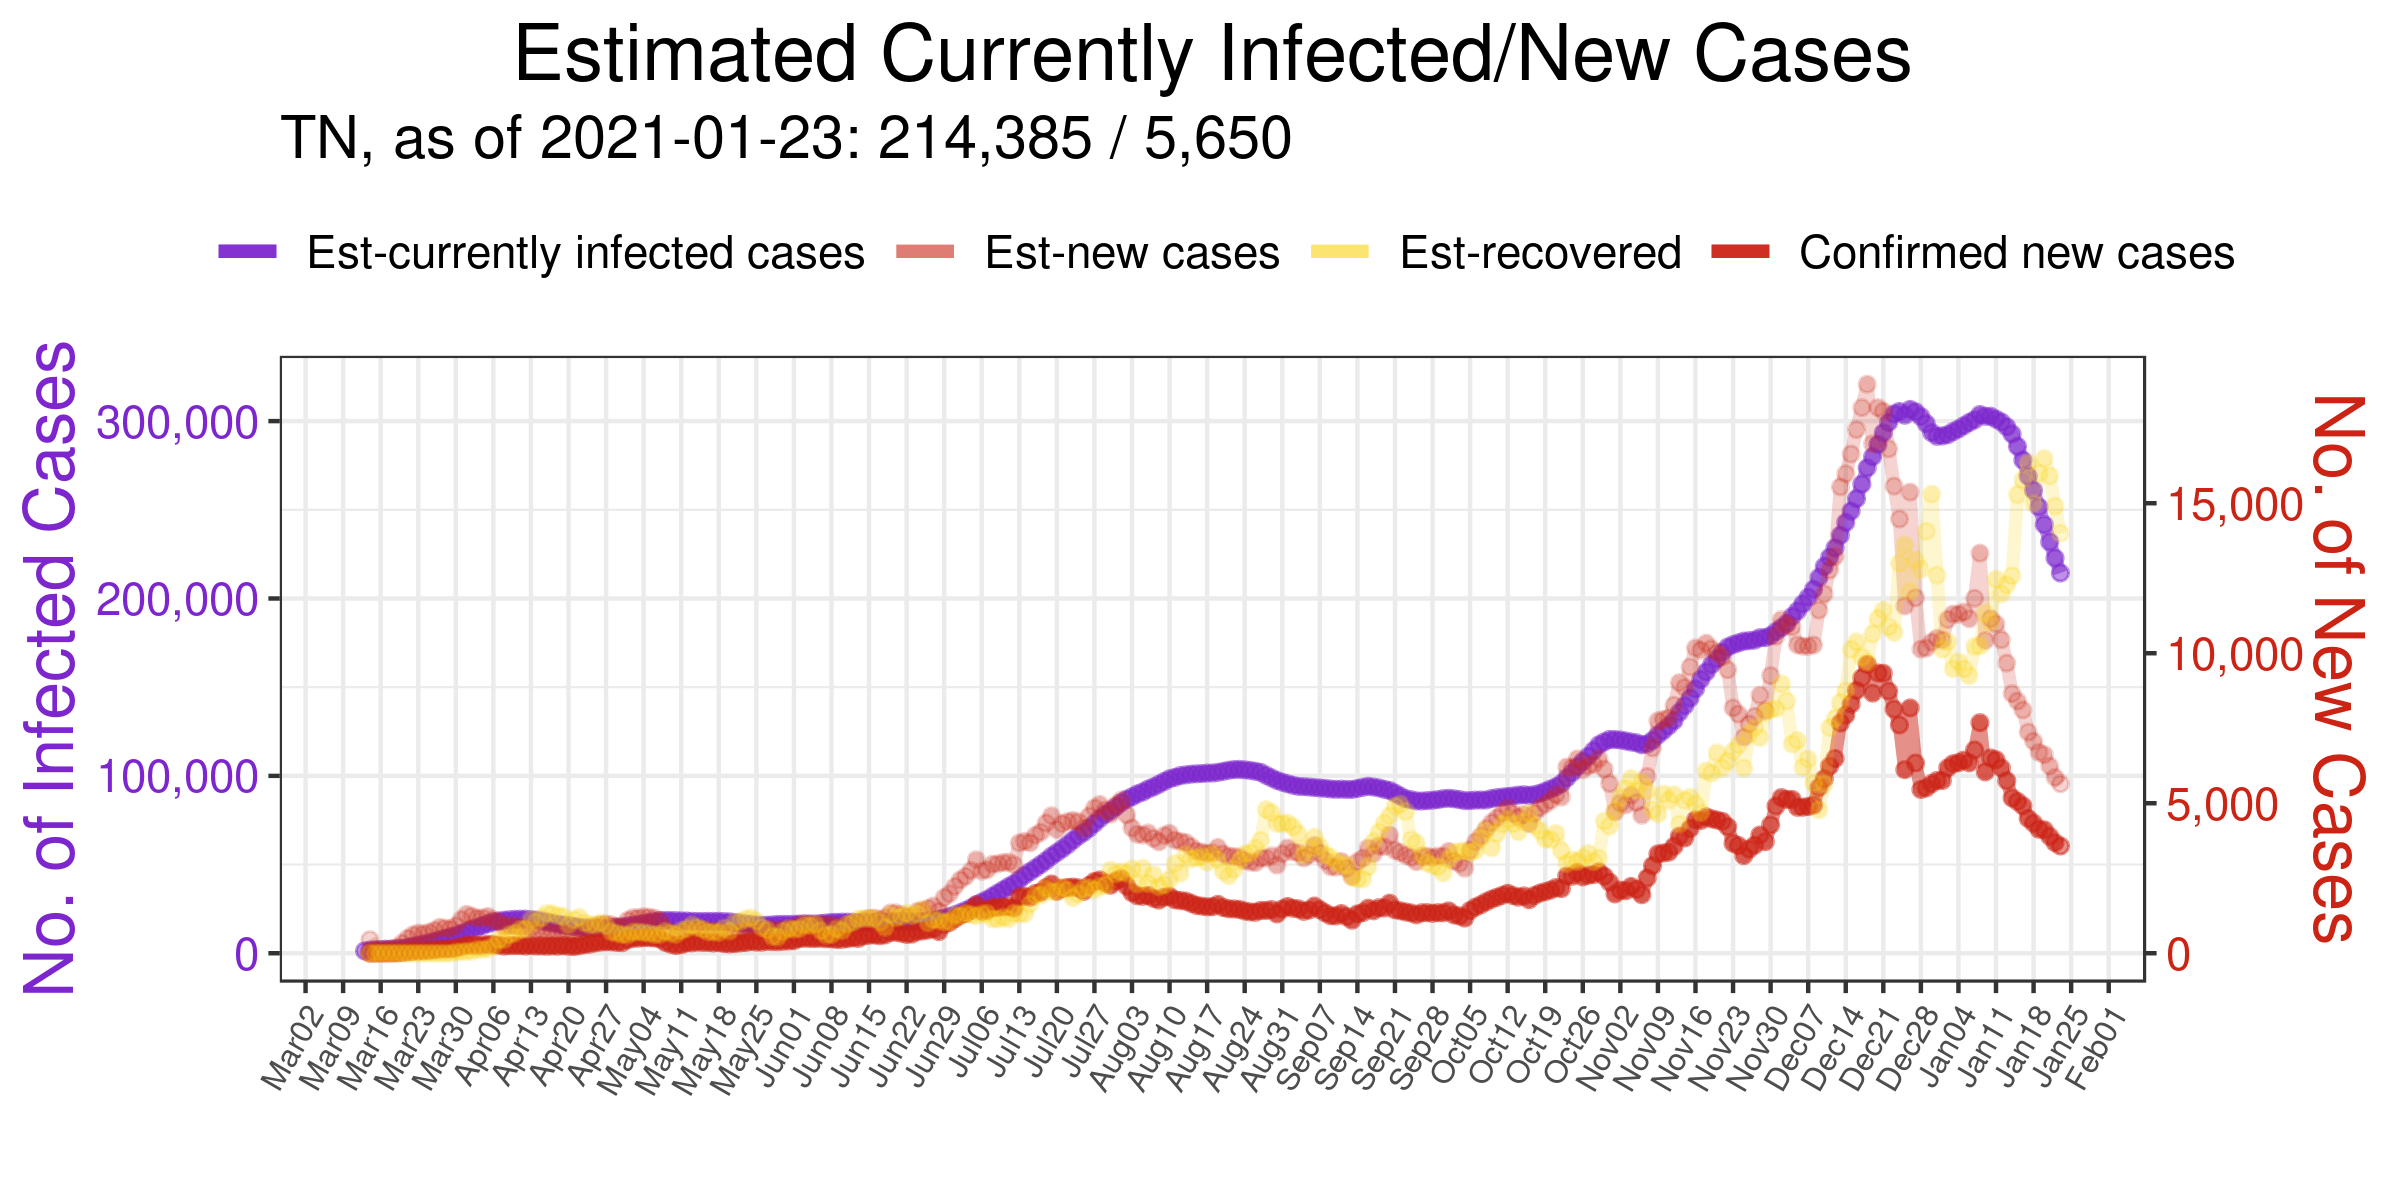 Estimated Currently Infected/New Cases
TN, as of 2021-01-23: 214,385 / 5,650
Est-currently infected cases
Est-new cases
Est-recovered
Confirmed new cases
No. of Infected Cases
300,000
200,000
100,000
0
15,000
10,000
5,000
0
No. of New Cases
Mar02
Mar09
Mar16
Mar23
Mar30
Apr06
Apr13
Apr20
Apr27
May04
May11
May18
May25
Jun01
Jun08
Jun15
Jun22
Jun29
Jul06
Jul13
Jul20
Jul27
Aug03
Aug10
Aug17
Aug24
Aug31
Sep07
Sep14
Sep21
Sep28
Oct05
Oct12
Oct19
Oct26
Nov02
Nov09
Nov16
Nov23
Nov30
Dec07
Dec14
Dec21
Dec28
Jan04
Jan11
Jan18
Jan25
Feb01